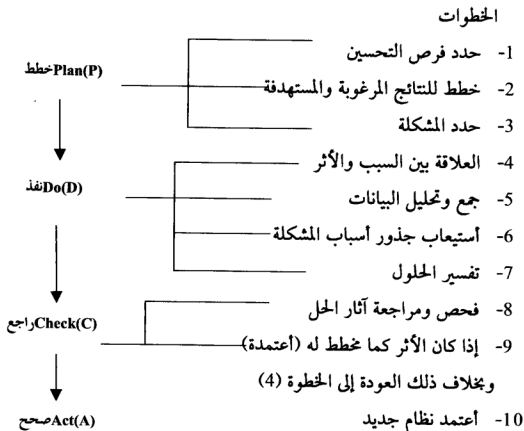 الخطوات
1- حدد فرص التحسين
2- خطط للنتائج المرغوبة والمستهدفة
3- حدد المشكلة
4- العلاقة بين السبب والأثر
5- جمع وتحليل البيانات
6- أستيعاب جذور أسباب المشكلة
7- تفسير الحلول
8- فحص ومراجعة آثار الحل
9- إذا كان الأثر كما مخطط له (أعتمدة)
وبخلاف ذلك العودة إلى الخطوة (4)
10- أعتمد نظام جديد
خطط Plan(P)
نفذ Do(D)
راجع Check(C)
صحح Act(A)